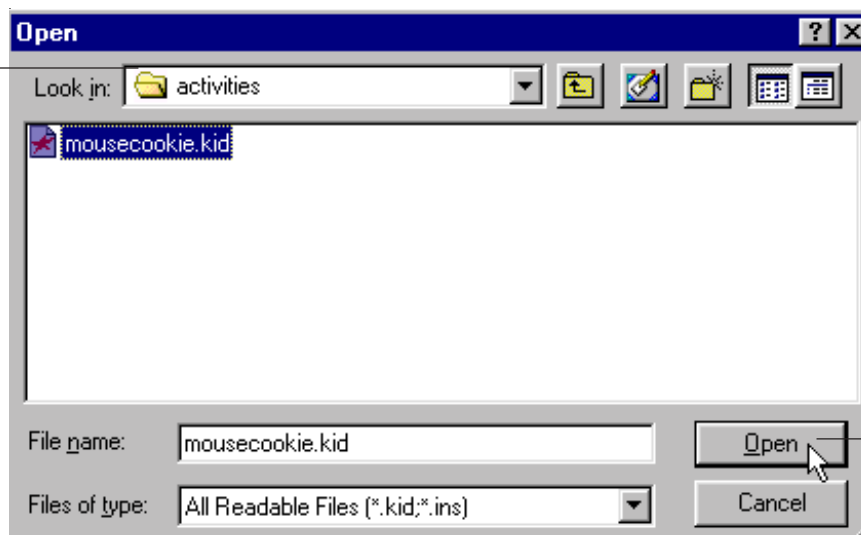 Open
Look in: activities
mousecookie.kid
File name: mousecookie.kid Open
Files of type: All Readable Files (*.kid;*.ins) Cancel